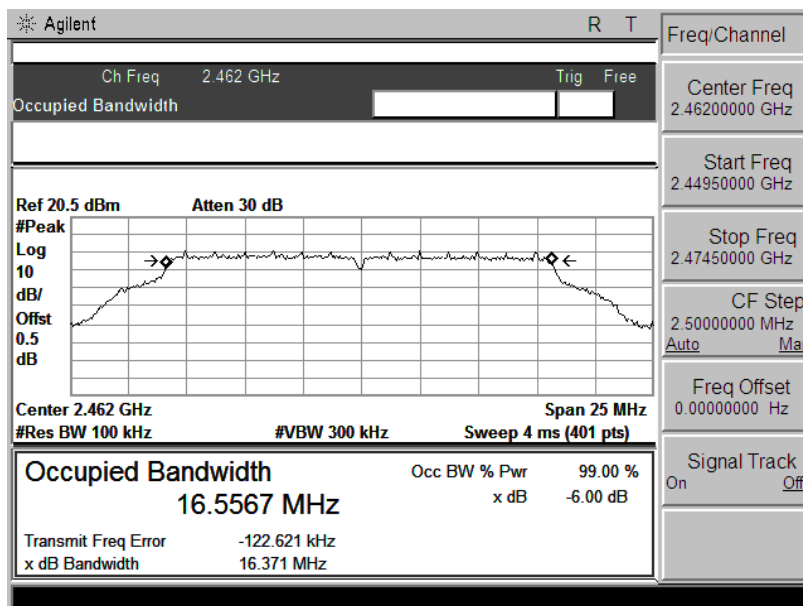 Agilent R T
Ch Freq 2.462 GHz Trig Free
Occupied Bandwidth
Ref 20.5 dBm Atten 30 dB
#Peak
Log
10
dB/
Offst
0.5
dB
Center 2.462 GHz Span 25 MHz
#Res BW 100 kHz #VBW 300 kHz Sweep 4 ms (401 pts)
Occupied Bandwidth Occ BW % Pwr 99.00 %
16.5567 MHz x dB -6.00 dB
Transmit Freq Error -122.621 kHz
x dB Bandwidth 16.371 MHz
Freq/Channel
Center Freq
2.46200000 GHz
Start Freq
2.44950000 GHz
Stop Freq
2.47450000 GHz
CF Step
2.50000000 MHz
Auto Ma
Freq Offset
0.00000000 Hz
Signal Track
On Off